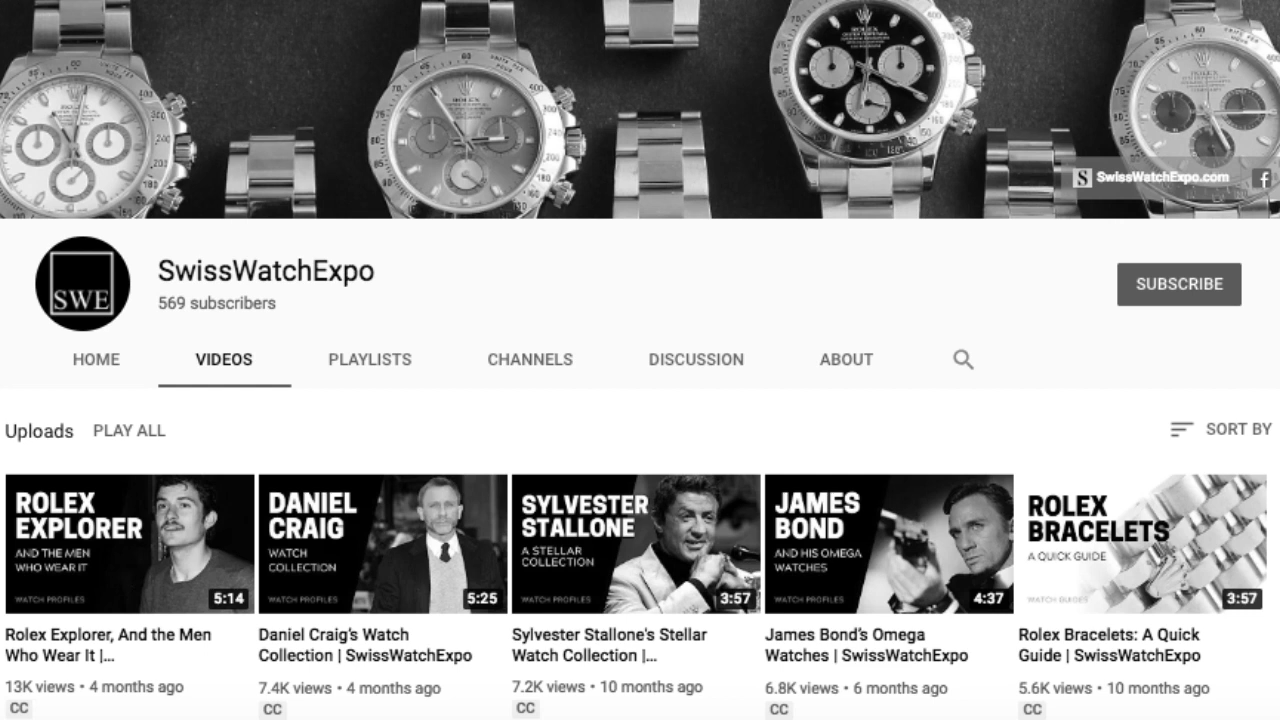 ROLEX
ROLEX
ROLEX
ROLEX
SwissWatchExpo.com
SWE
SwissWatchExpo
569 subscribers
SUBSCRIBE
HOME VIDEOS PLAYLISTS CHANNELS DISCUSSION ABOUT
Uploads PLAY ALL
SORT BY
ROLEX
EXPLORER
AND THE MEN
WHO WEAR IT
WATCH PROFILES
5:14
DANIEL
CRAIG
WATCH
COLLECTION
WATCH PROFILES
5:25
SYLVESTER
STALLONE
A STELLAR
COLLECTION
WATCH PROFILES
3:57
JAMES
BOND
AND HIS OMEGA
WATCHES
WATCH PROFILES
4:37
ROLEX
BRACELETS
A QUICK GUIDE
WATCH GUIDES
3:57
Rolex Explorer, And the Men
Who Wear It |...
13K views • 4 months ago
CC
Daniel Craig’s Watch
Collection | SwissWatchExpo
7.4K views • 4 months ago
CC
Sylvester Stallone's Stellar
Watch Collection |...
7.2K views • 10 months ago
CC
James Bond’s Omega
Watches | SwissWatchExpo
6.8K views • 6 months ago
CC
Rolex Bracelets: A Quick
Guide | SwissWatchExpo
5.6K views • 10 months ago
CC